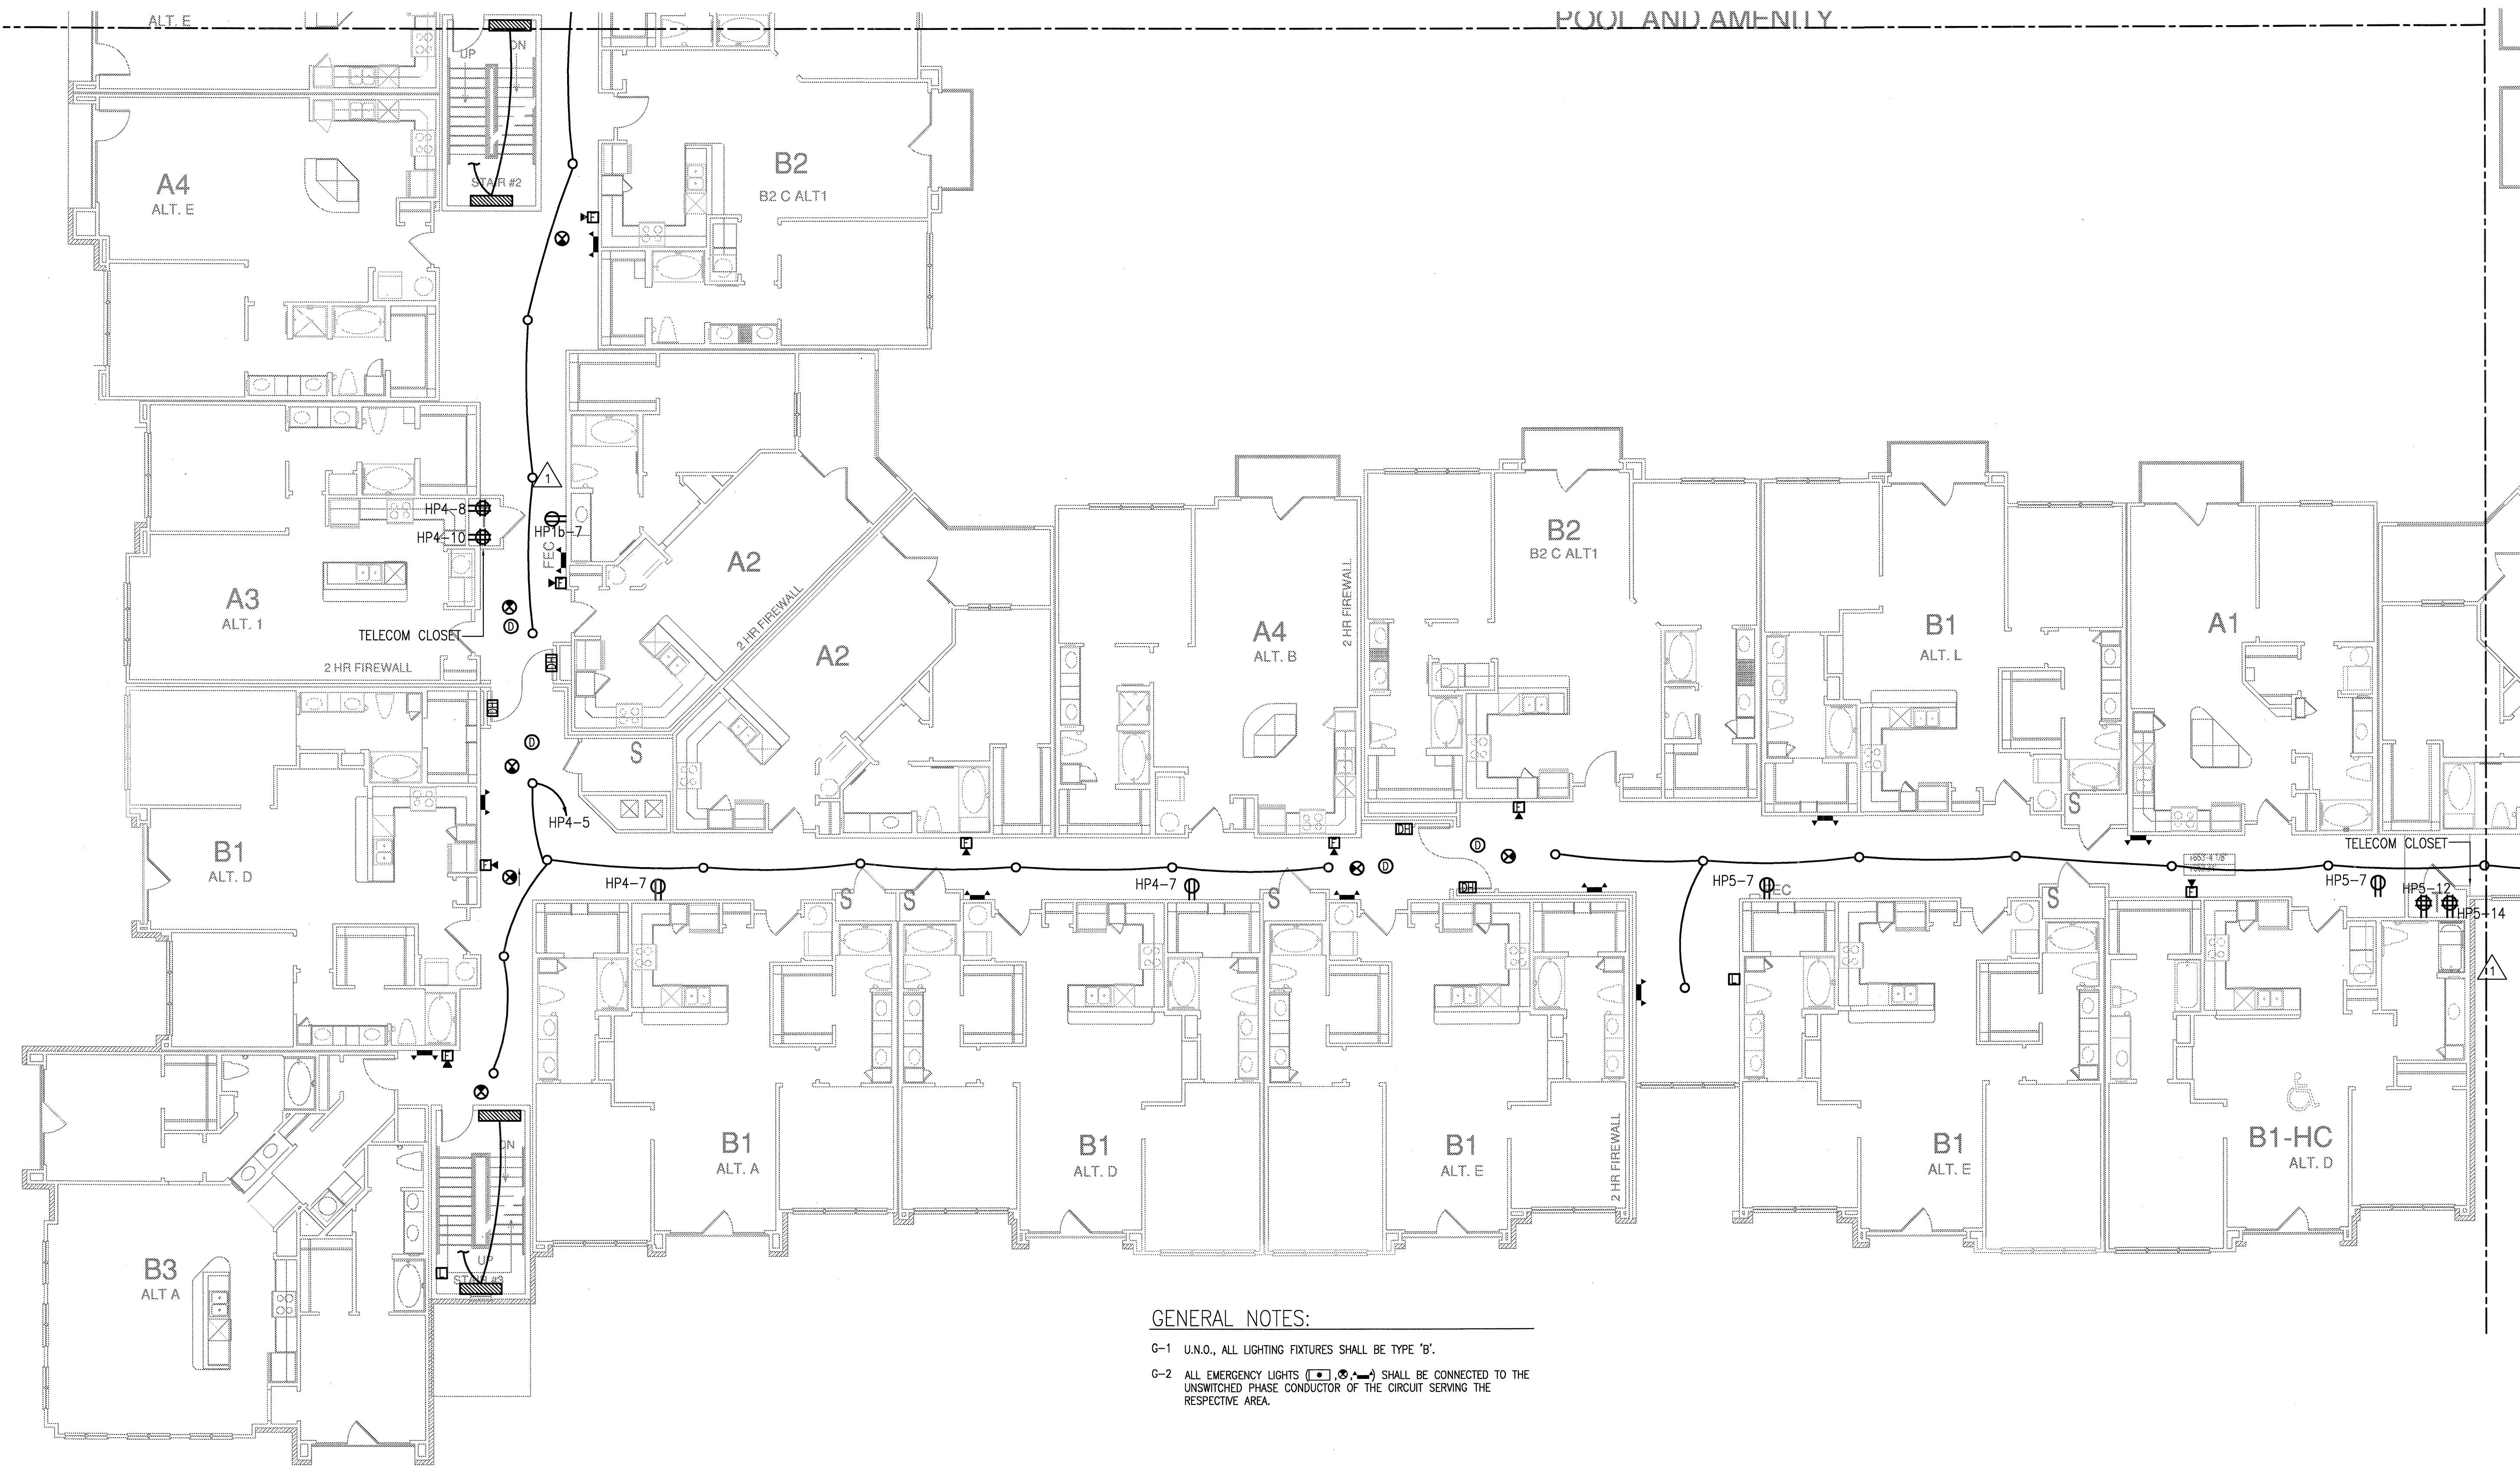 POOL AND AMENITY
ALT. E
UP
DN
STAIR #2
A4
ALT. E
B2
B2 C ALT1
F
1
HP4-8
HP4-10
HP1b-7
FEC
F
A3
ALT. 1
TELECOM CLOSET
2 HR FIREWALL
D
DH
DH
D
A2
2 HR FIREWALL
A2
S
HP4-5
A4
ALT. B
2 HR FIREWALL
B2
B2 C ALT1
B1
ALT. L
A1
S
B1
ALT. D
F
F
F
F
DH
D
D
DH
TELECOM CLOSET
HP4-7
S
S
HP4-7
S
HP5-7
S
F
HP5-7
HP5-12
HP5-14
1
F
B1
ALT. A
B1
ALT. D
B1
ALT. E
2 HR FIREWALL
B1
ALT. E
B1-HC
ALT. D
DN
UP
STAIR #3
B3
ALT A
GENERAL NOTES:
G-1 U.N.O., ALL LIGHTING FIXTURES SHALL BE TYPE 'B'.
G-2 ALL EMERGENCY LIGHTS ( , , ) SHALL BE CONNECTED TO THE
UNSWITCHED PHASE CONDUCTOR OF THE CIRCUIT SERVING THE
RESPECTIVE AREA.